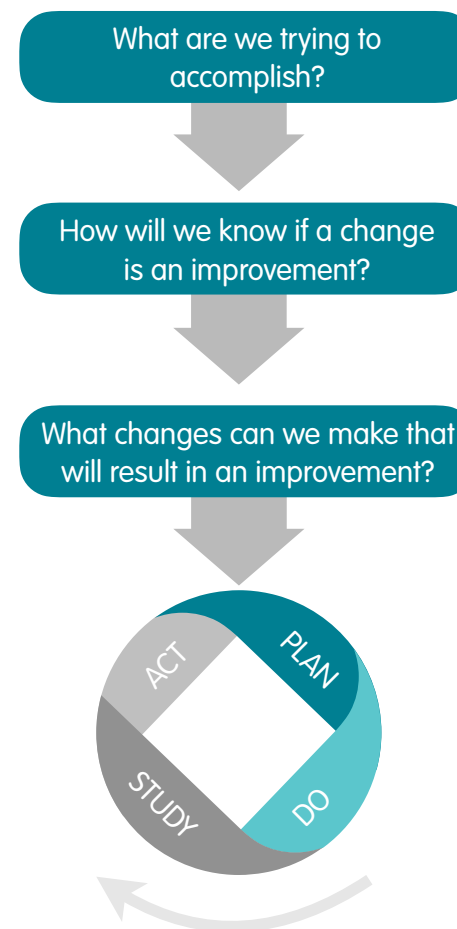 What are we trying to
accomplish?
How will we know if a change
is an improvement?
What changes can we make that
will result in an improvement?
ACT
PLAN
STUDY
DO